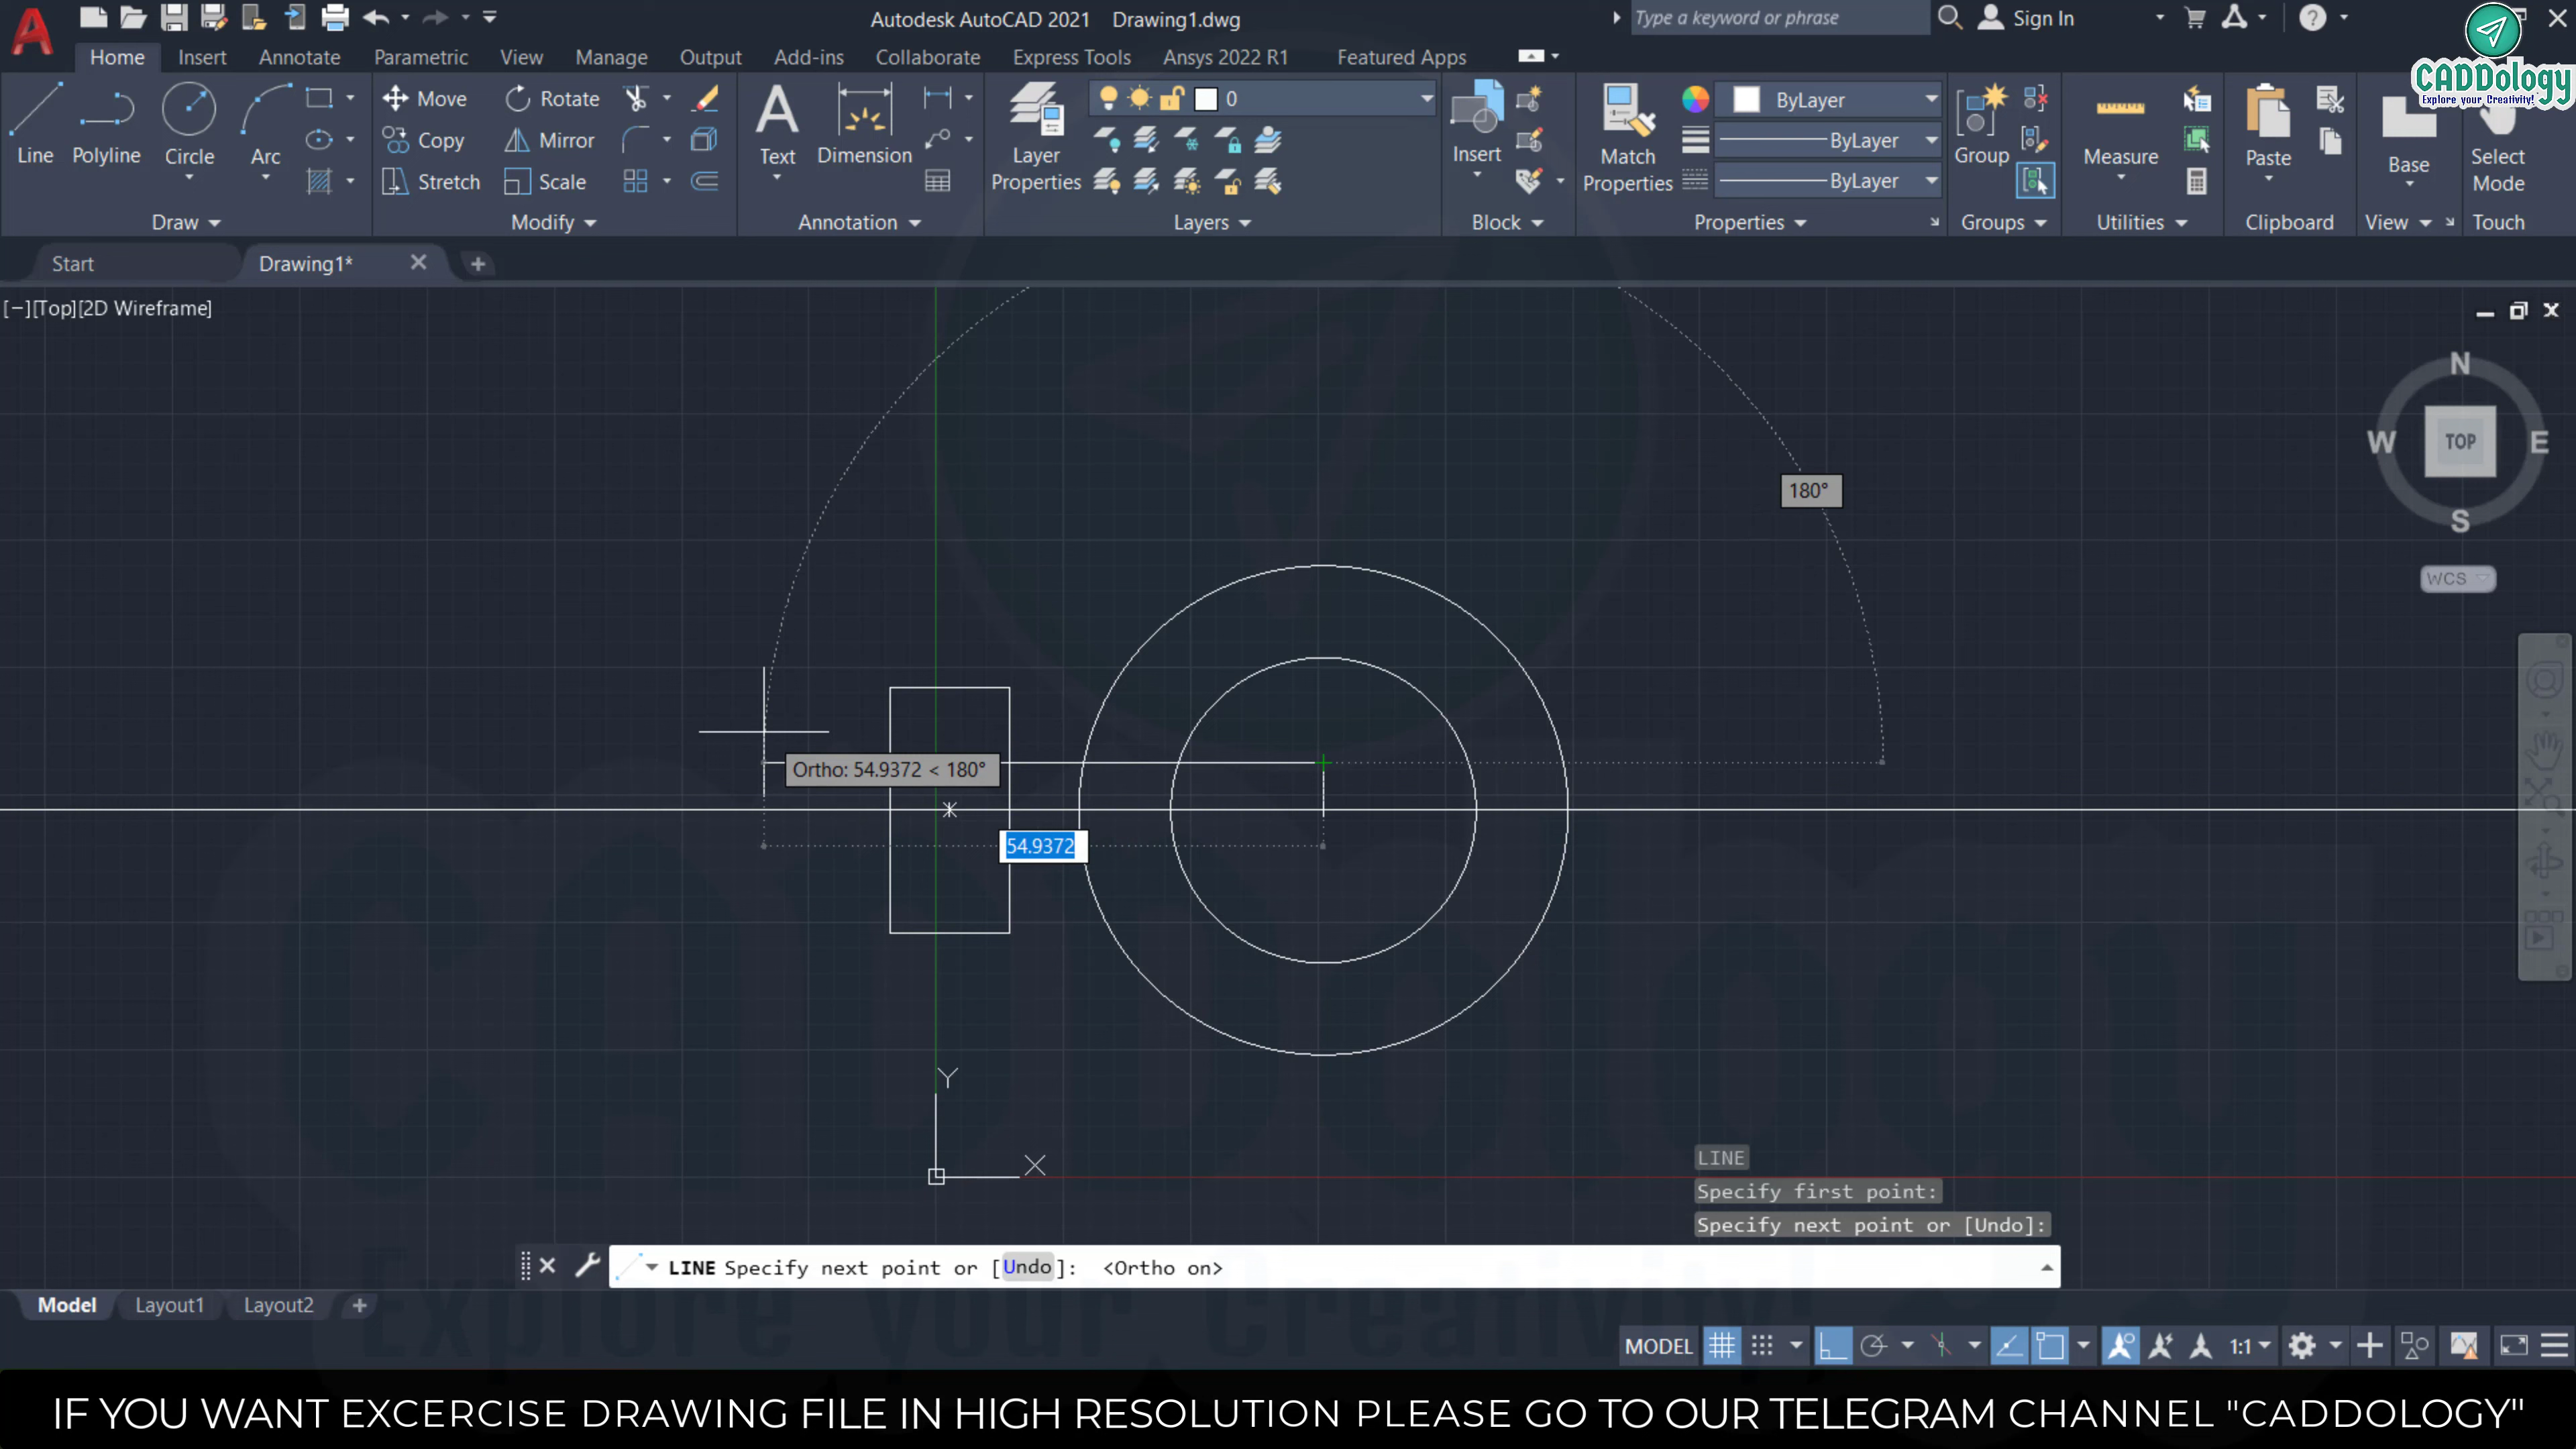 Autodesk AutoCAD 2021 Drawing1.dwg
Type a keyword or phrase
Sign In
CADDology
Explore your Creativity!
Home Insert Annotate Parametric View Manage Output Add-ins Collaborate Express Tools Ansys 2022 R1 Featured Apps
Line Polyline Circle Arc
Move Rotate
Copy Mirror
Stretch Scale
Text Dimension
Layer Properties
0
Insert
Match Properties
ByLayer
ByLayer
ByLayer
Group
Measure
Paste
Base
Select Mode
Draw Modify Annotation Layers Block Properties Groups Utilities Clipboard View Touch
Start Drawing1*
[−][Top][2D Wireframe]
N
W TOP E
S
WCS
180°
Ortho: 54.9372 < 180°
54.9372
Y
X
LINE
Specify first point:
Specify next point or [Undo]:
LINE Specify next point or [Undo]: <Ortho on>
Model Layout1 Layout2
MODEL 1:1
CADDology
Explore your Creativity!
IF YOU WANT EXCERCISE DRAWING FILE IN HIGH RESOLUTION PLEASE GO TO OUR TELEGRAM CHANNEL "CADDOLOGY"